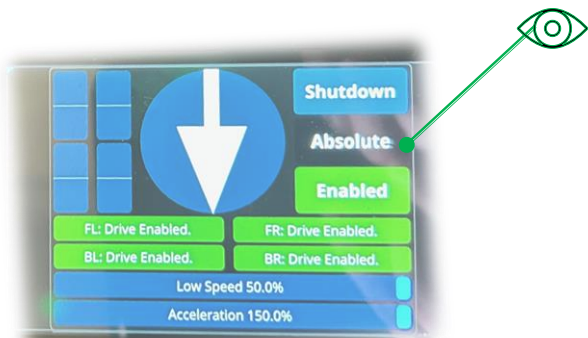 Shutdown
Absolute
Enabled
FL: Drive Enabled.
FR: Drive Enabled.
BL: Drive Enabled.
BR: Drive Enabled.
Low Speed 50.0%
Acceleration 150.0%